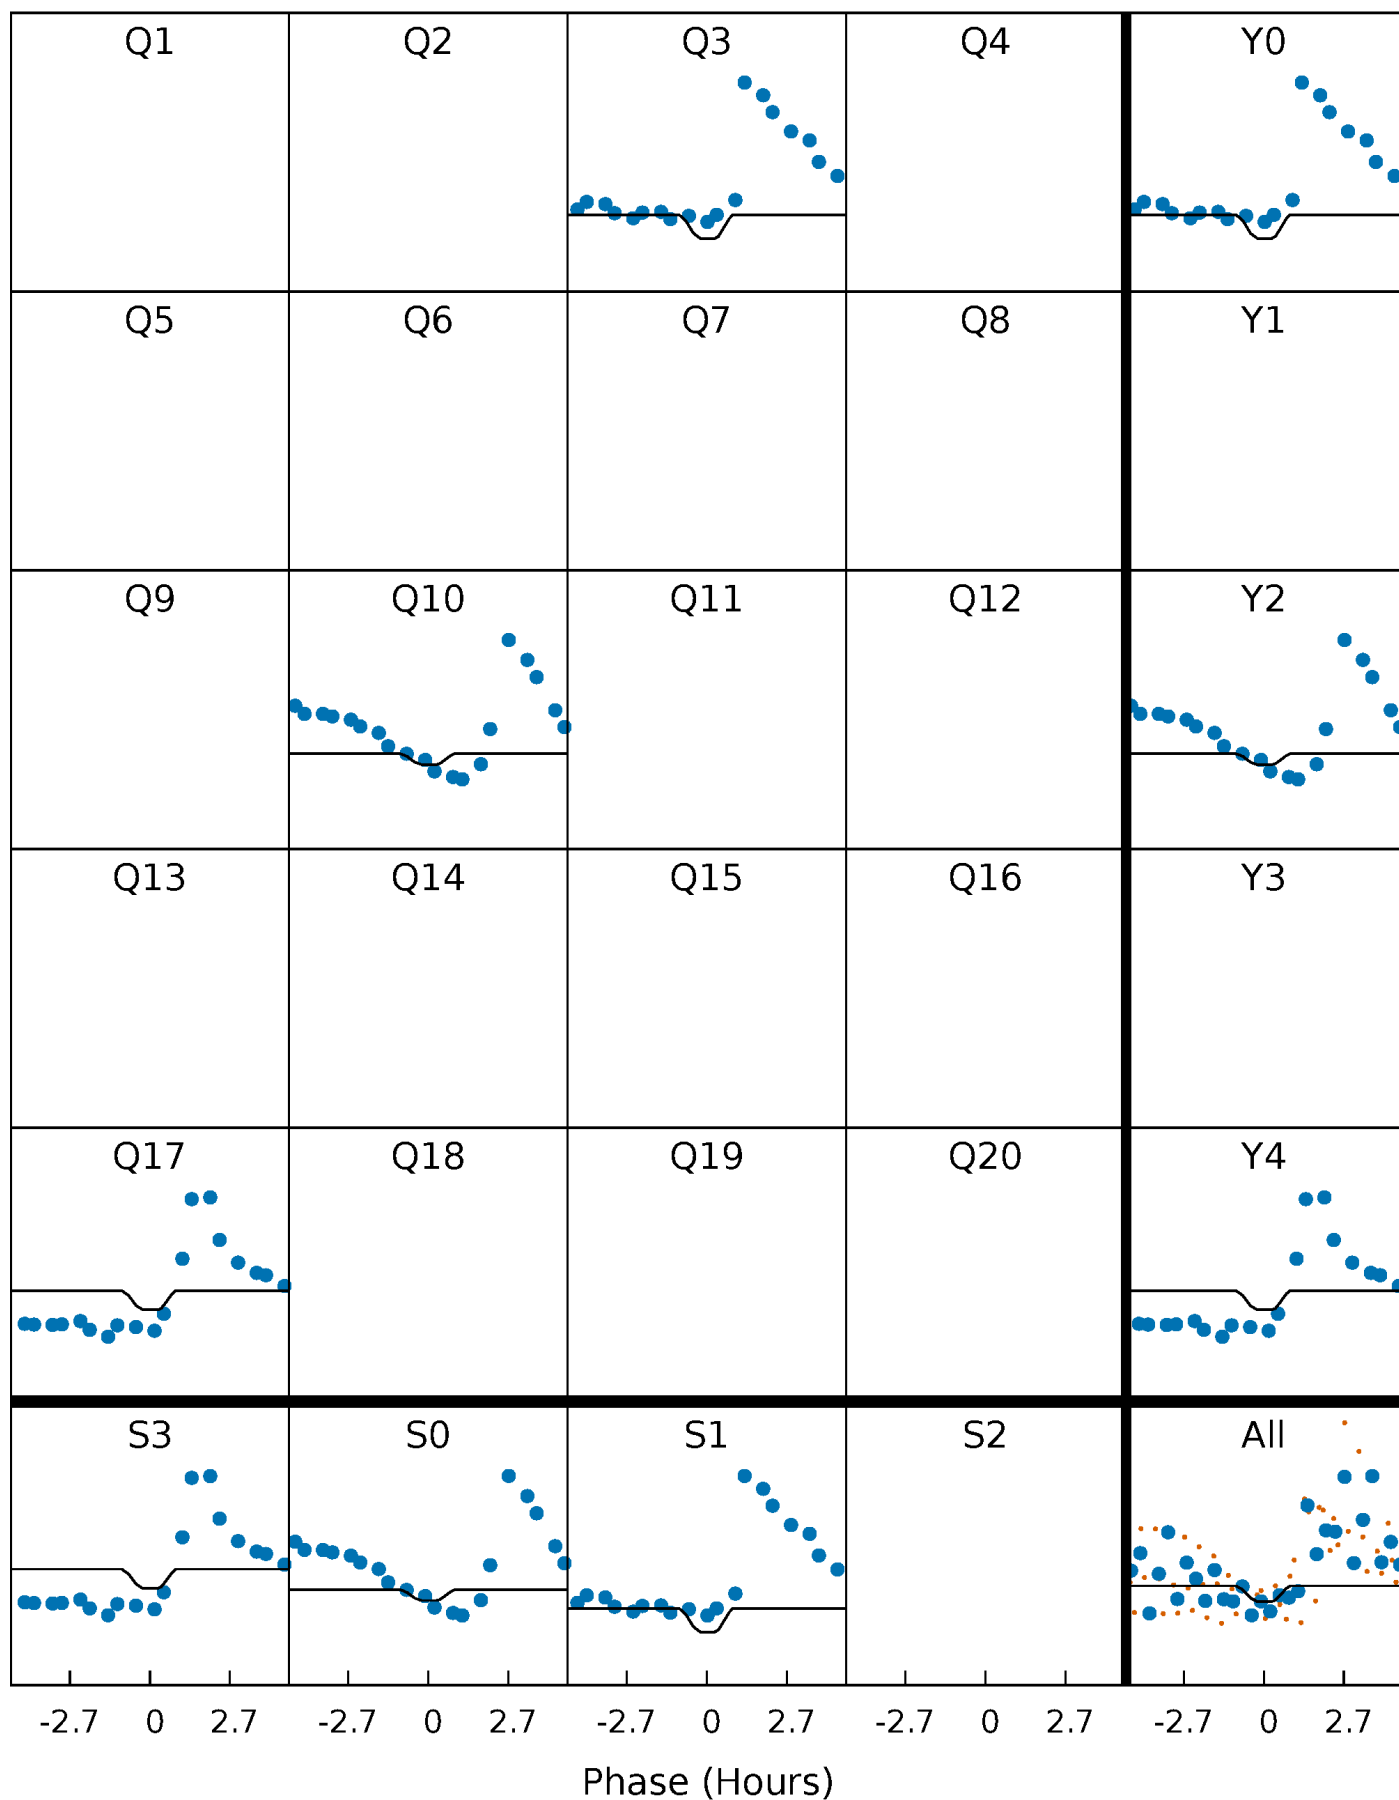 Q1 Q2 Q3 Q4 Y0
Q5 Q6 Q7 Q8 Y1
Q9 Q10 Q11 Q12 Y2
Q13 Q14 Q15 Q16 Y3
Q17 Q18 Q19 Q20 Y4
S3 S0 S1 S2 All
-2.7 0 2.7 -2.7 0 2.7 -2.7 0 2.7 -2.7 0 2.7 -2.7 0 2.7
Phase (Hours)